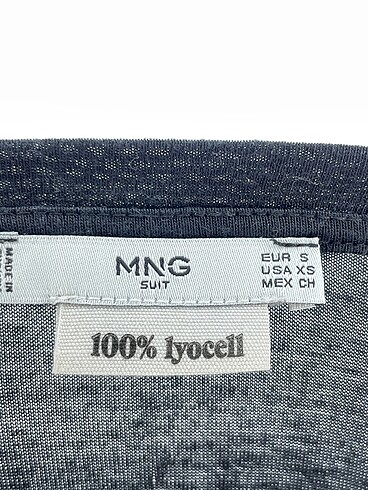 MADE IN
MNG
SUIT
EUR S
USA XS
MEX CH
100% lyocell